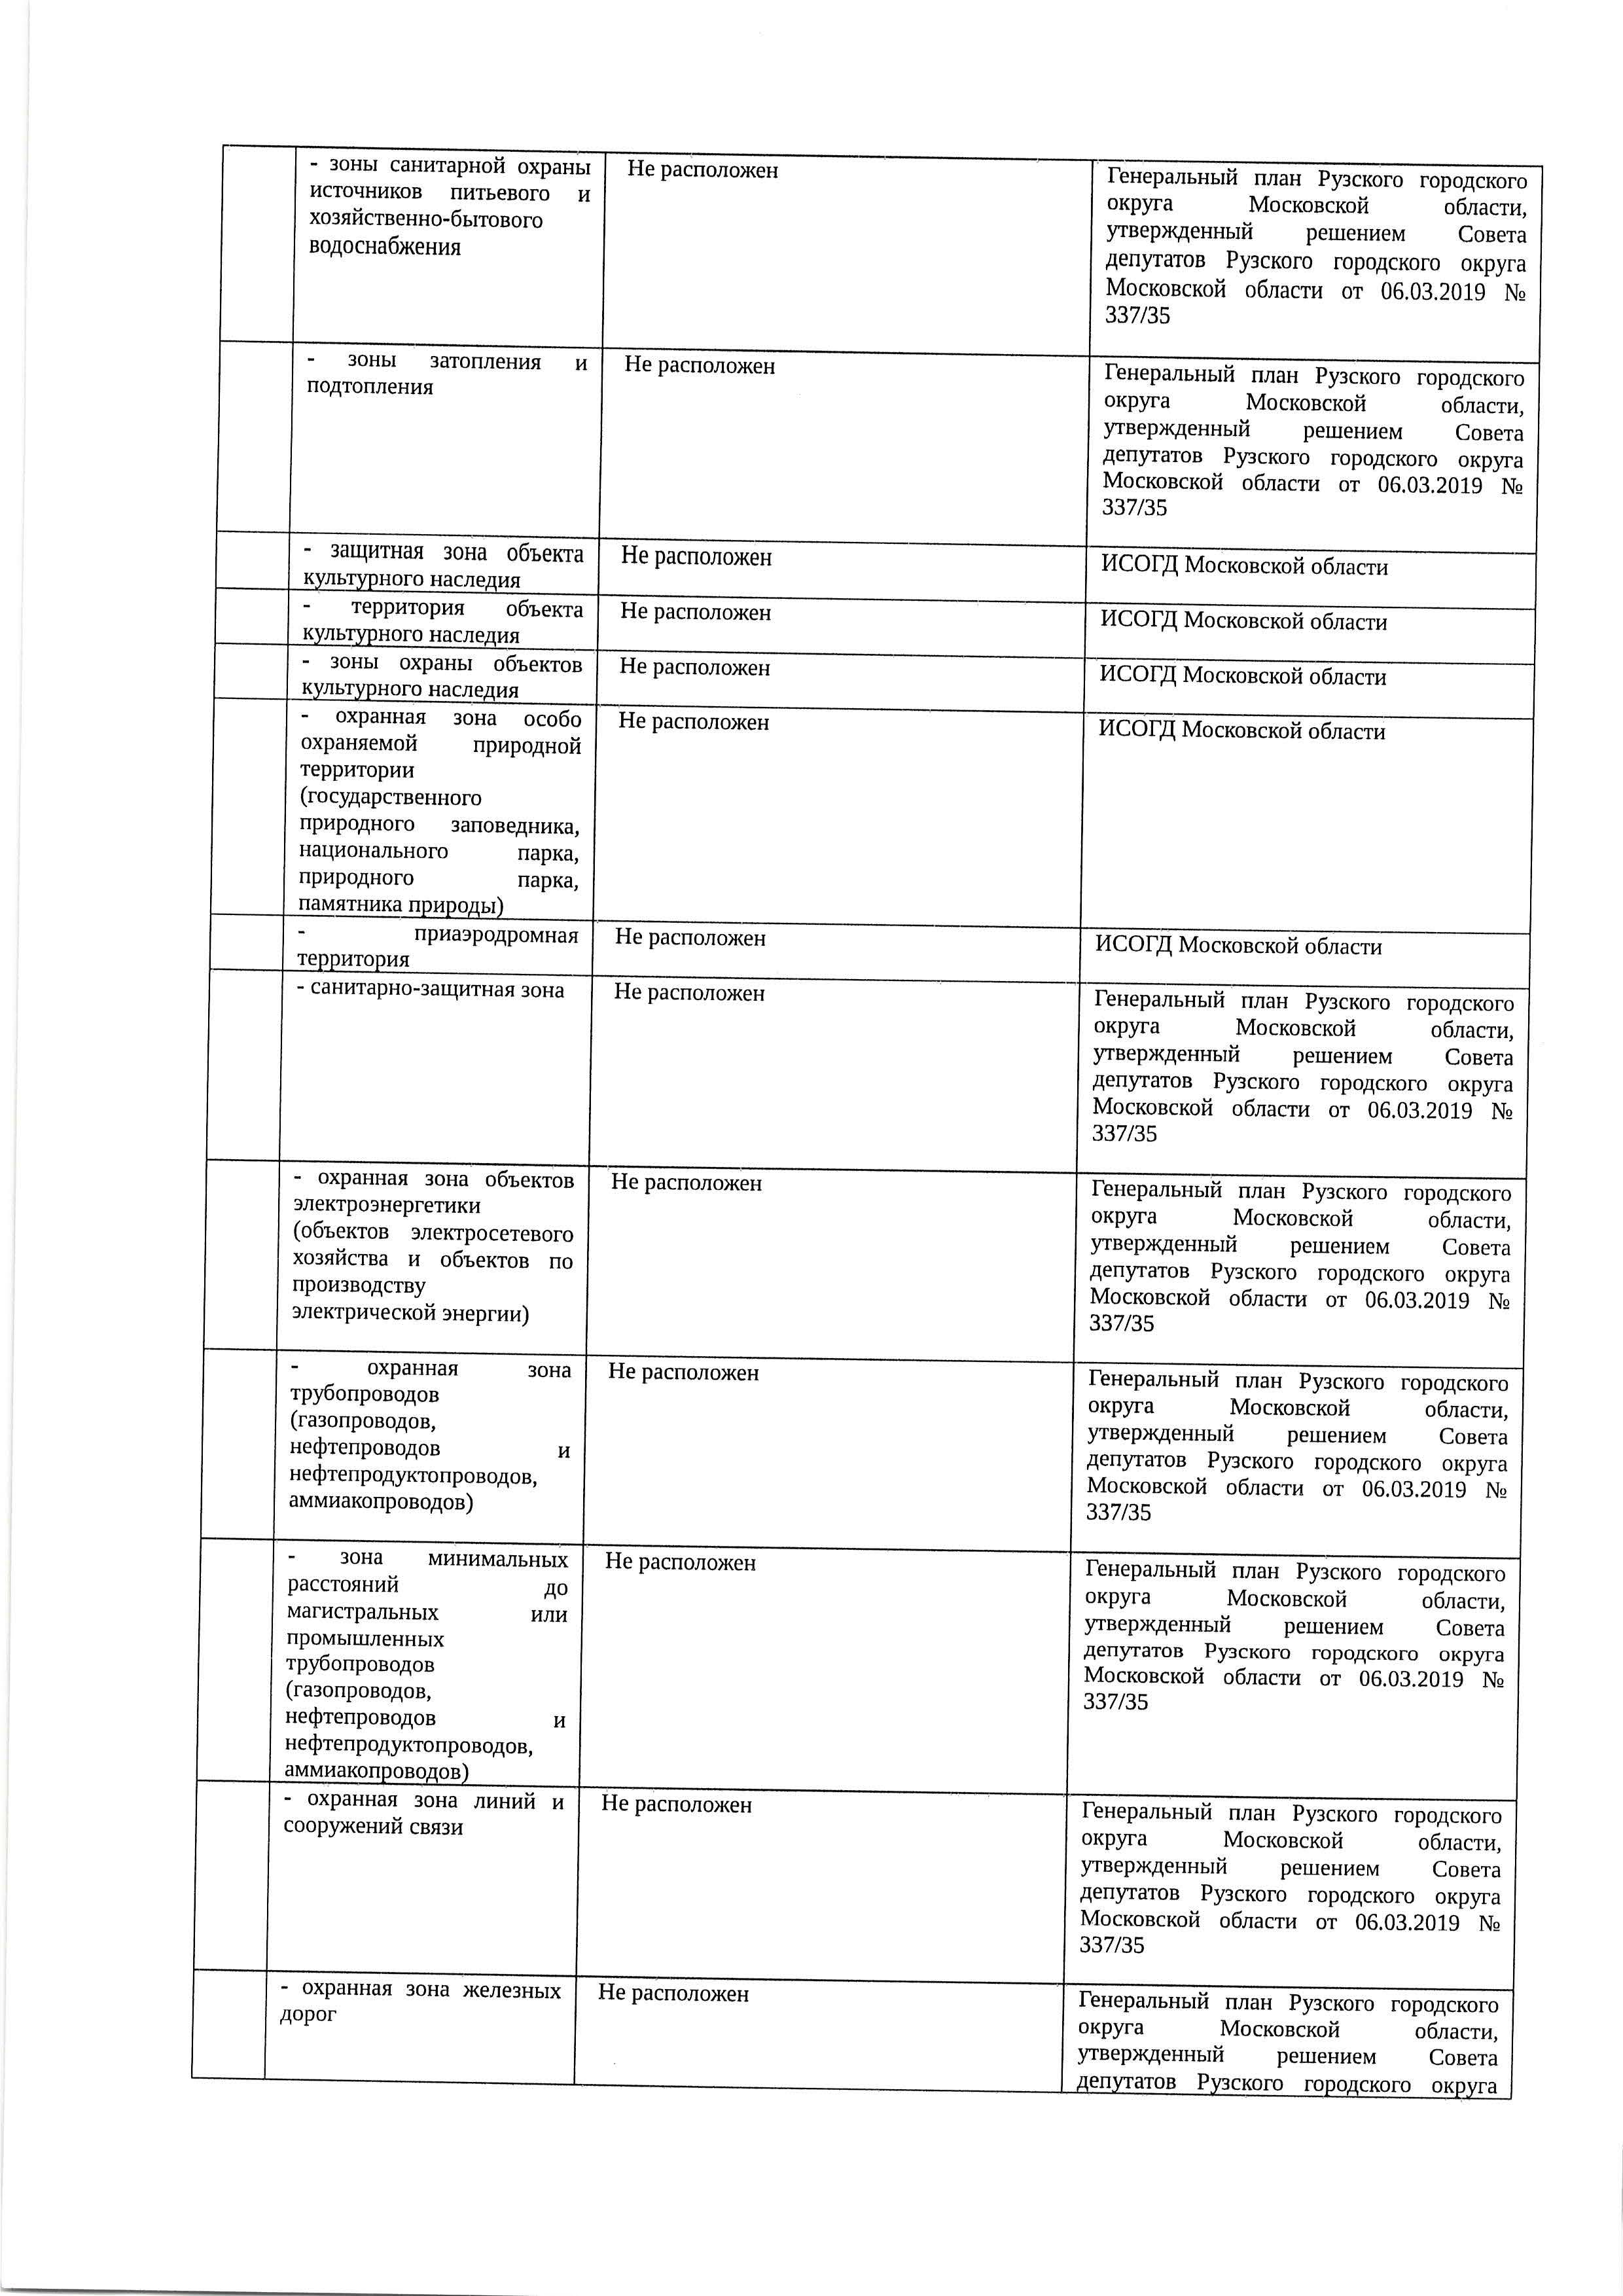 - зоны санитарной охраны
источников питьевого и
хозяйственно-бытового
водоснабжения
Не расположен
Генеральный план Рузского городского
округа Московской области,
утвержденный решением Совета
депутатов Рузского городского округа
Московской области от 06.03.2019 №
337/35
- зоны затопления и
подтопления
Не расположен
Генеральный план Рузского городского
округа Московской области,
утвержденный решением Совета
депутатов Рузского городского округа
Московской области от 06.03.2019 №
337/35
- защитная зона объекта
культурного наследия
Не расположен
ИСОГД Московской области
- территория объекта
культурного наследия
Не расположен
ИСОГД Московской области
- зоны охраны объектов
культурного наследия
Не расположен
ИСОГД Московской области
- охранная зона особо
охраняемой природной
территории
(государственного
природного заповедника,
национального парка,
природного парка,
памятника природы)
Не расположен
ИСОГД Московской области
- приаэродромная
территория
Не расположен
ИСОГД Московской области
- санитарно-защитная зона
Не расположен
Генеральный план Рузского городского
округа Московской области,
утвержденный решением Совета
депутатов Рузского городского округа
Московской области от 06.03.2019 №
337/35
- охранная зона объектов
электроэнергетики
(объектов электросетевого
хозяйства и объектов по
производству
электрической энергии)
Не расположен
Генеральный план Рузского городского
округа Московской области,
утвержденный решением Совета
депутатов Рузского городского округа
Московской области от 06.03.2019 №
337/35
- охранная зона
трубопроводов
(газопроводов,
нефтепроводов и
нефтепродуктопроводов,
аммиакопроводов)
Не расположен
Генеральный план Рузского городского
округа Московской области,
утвержденный решением Совета
депутатов Рузского городского округа
Московской области от 06.03.2019 №
337/35
- зона минимальных
расстояний до
магистральных или
промышленных
трубопроводов
(газопроводов,
нефтепроводов и
нефтепродуктопроводов,
аммиакопроводов)
Не расположен
Генеральный план Рузского городского
округа Московской области,
утвержденный решением Совета
депутатов Рузского городского округа
Московской области от 06.03.2019 №
337/35
- охранная зона линий и
сооружений связи
Не расположен
Генеральный план Рузского городского
округа Московской области,
утвержденный решением Совета
депутатов Рузского городского округа
Московской области от 06.03.2019 №
337/35
- охранная зона железных
дорог
Не расположен
Генеральный план Рузского городского
округа Московской области,
утвержденный решением Совета
депутатов Рузского городского округа